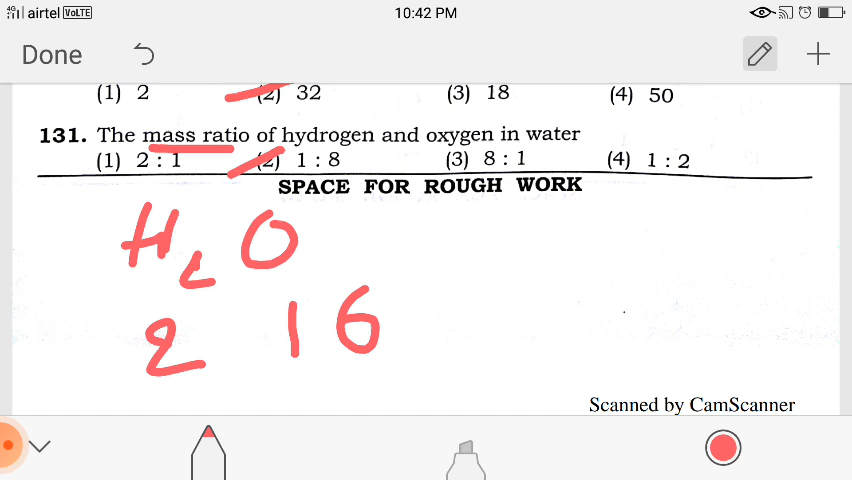 4G airtel VoLTE 10:42 PM
Done
(1) 2 (2) 32 (3) 18 (4) 50
131. The mass ratio of hydrogen and oxygen in water
(1) 2 : 1 (2) 1 : 8 (3) 8 : 1 (4) 1 : 2
SPACE FOR ROUGH WORK
H2O
2 16
Scanned by CamScanner